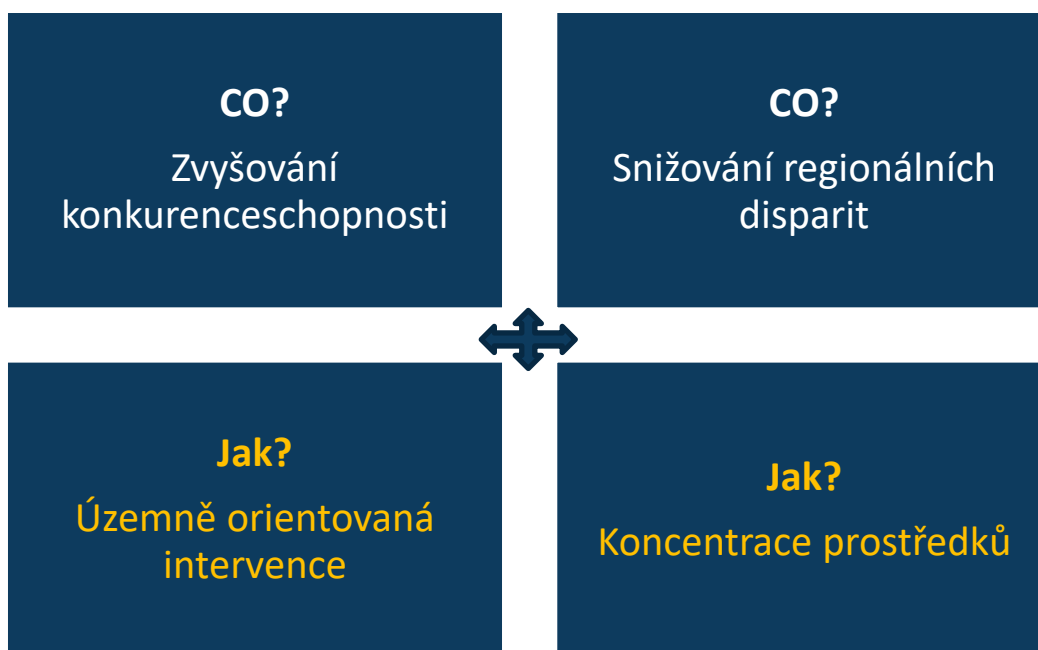 CO?
Zvyšování
konkurenceschopnosti
CO?
Snižování regionálních
disparit
Jak?
Územně orientovaná
intervence
Jak?
Koncentrace prostředků